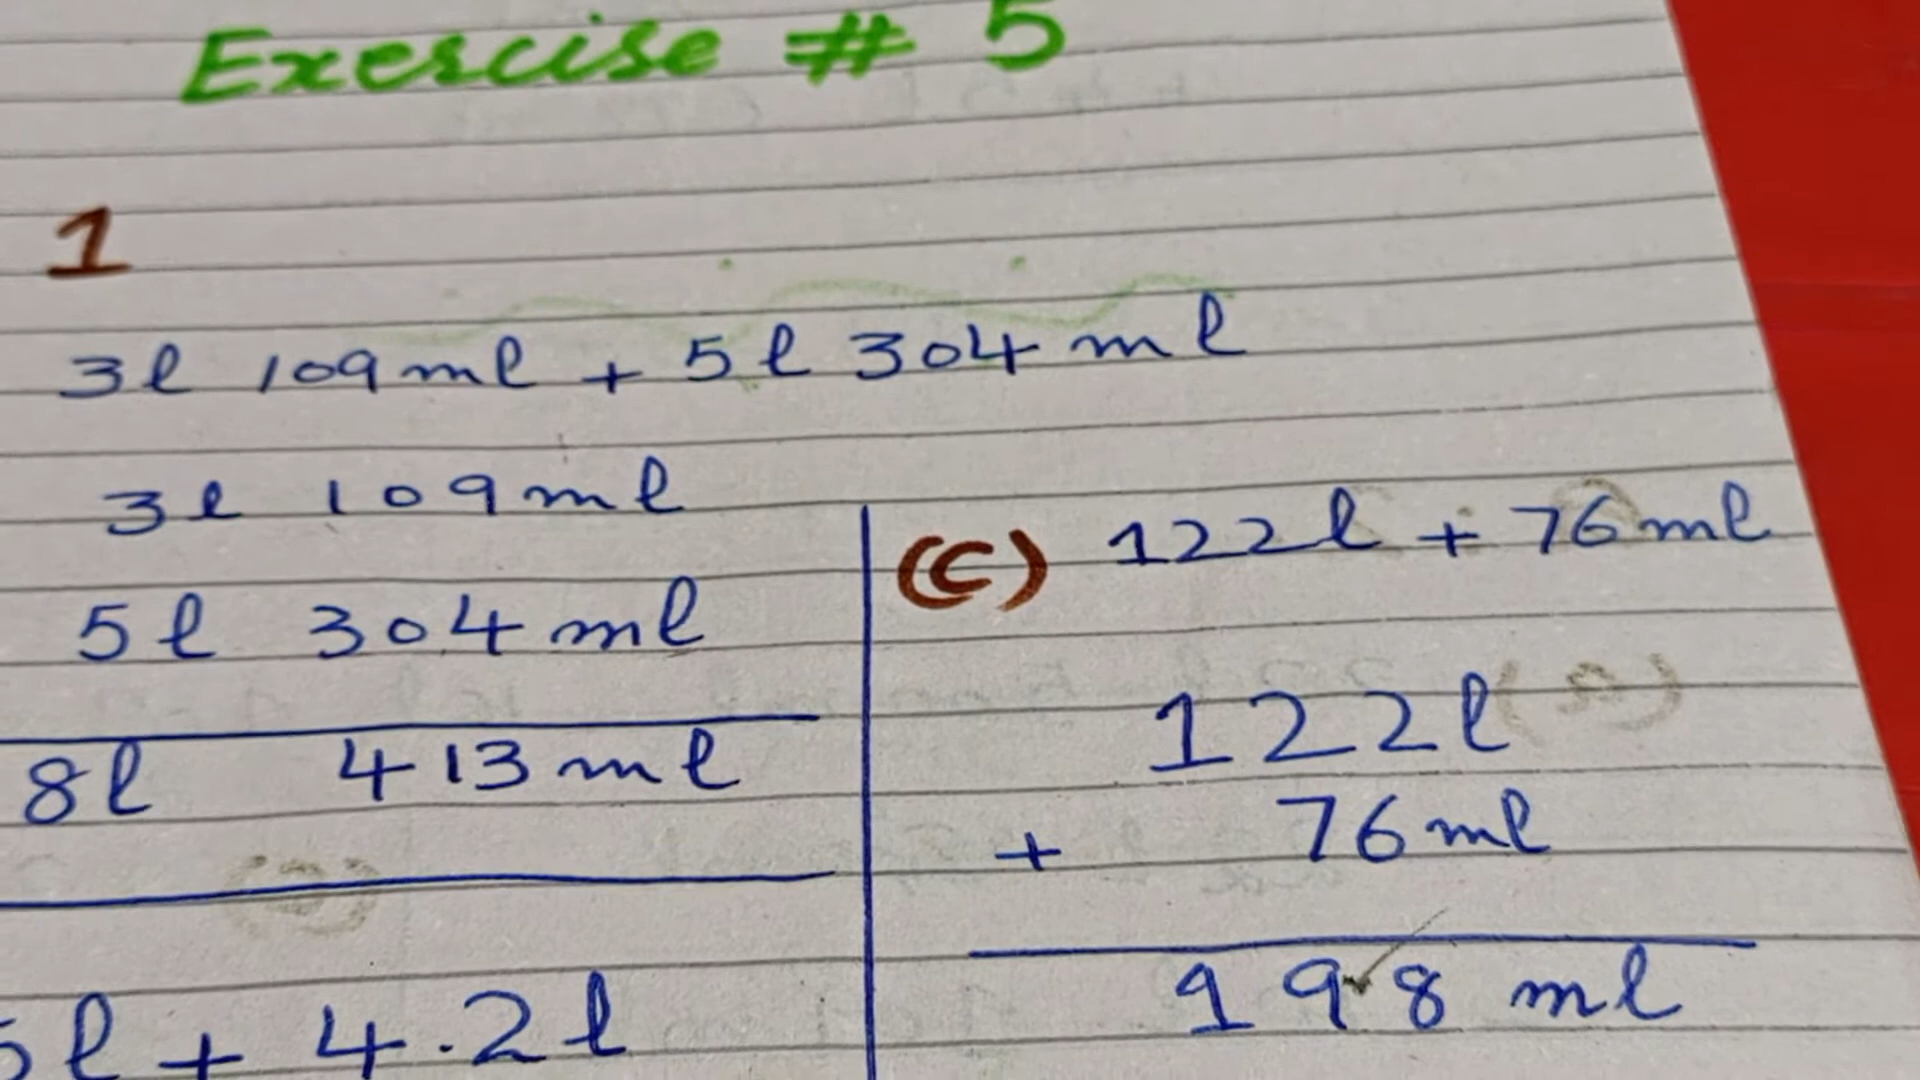 Exercise # 5
1
3l 109ml + 5l 304ml
3l 109ml
5l 304ml
8l 413ml
l + 4.2l
(C) 122l + 76ml
122l
+ 76ml
198 ml